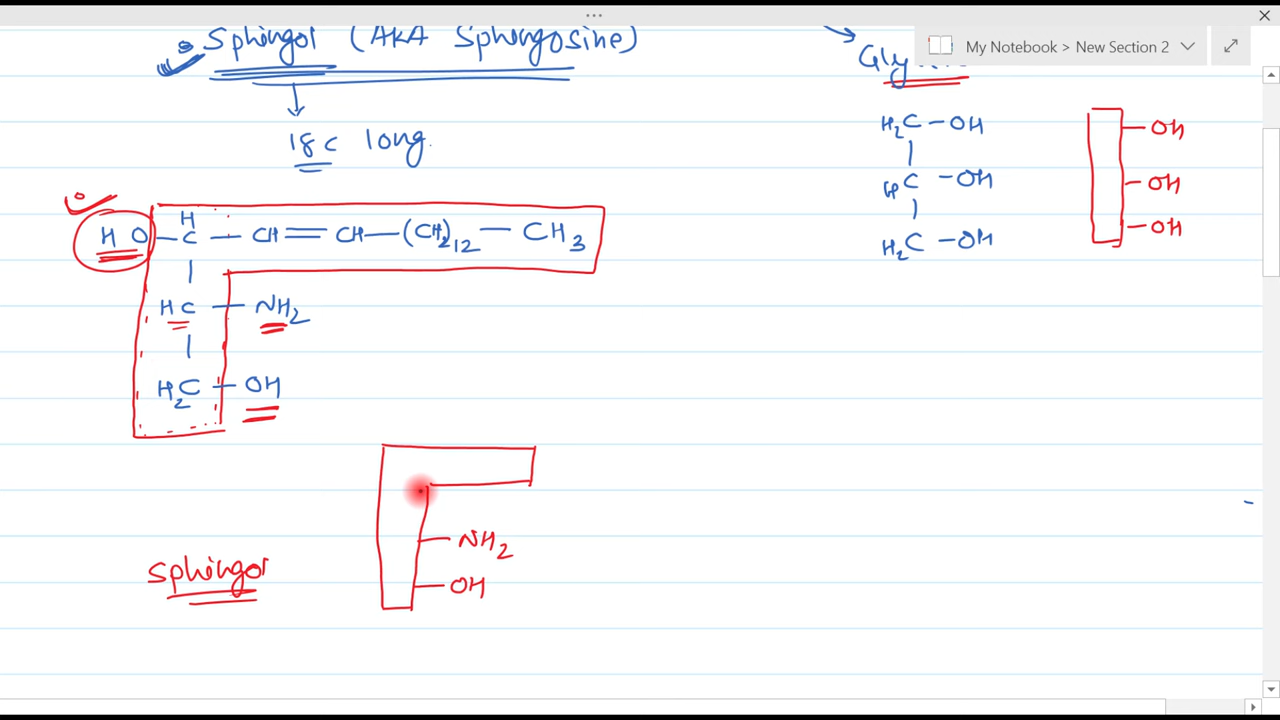 ...
Sphingol (AKA Sphingosine)
My Notebook > New Section 2
18c long.
H
HO-C-CH=CH-(CH2)12-CH3
HC-NH2
H2C-OH
H2C-OH
C-OH
H2C-OH
OH
OH
OH
NH2
OH
Sphingol